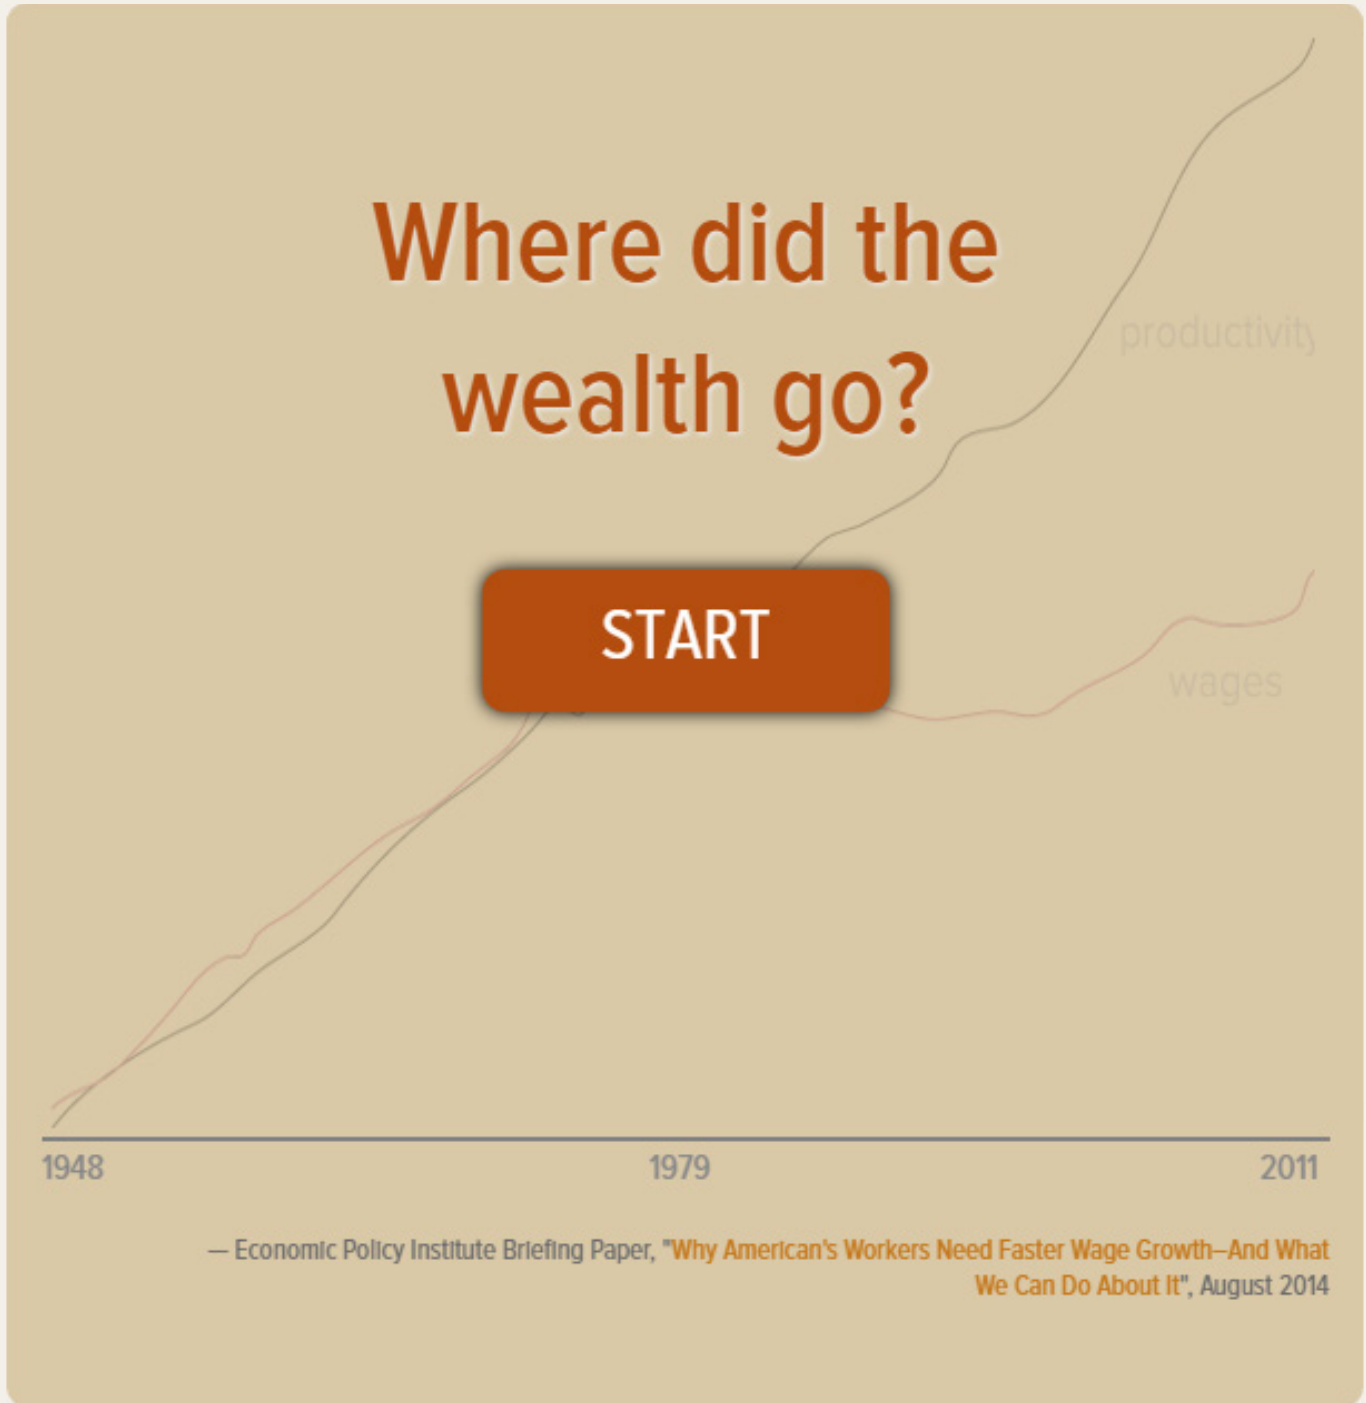 Where did the
wealth go?
productivity
START
wages
1948 1979 2011
— Economic Policy Institute Briefing Paper, "Why American's Workers Need Faster Wage Growth–And What
We Can Do About It", August 2014